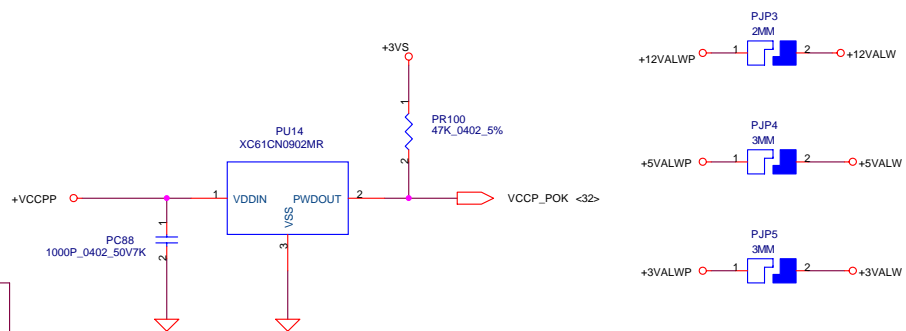 PJP3
2MM
+12VALWP
1
2
+12VALW
+3VS
1
PR100
47K_0402_5%
2
PU14
XC61CN0902MR
PJP4
3MM
+5VALWP
1
2
+5VALW
+VCCPP
1
VDDIN
PWDOUT
2
VCCP_POK <32>
VSS
3
1
PC88
1000P_0402_50V7K
2
PJP5
3MM
+3VALWP
1
2
+3VALW